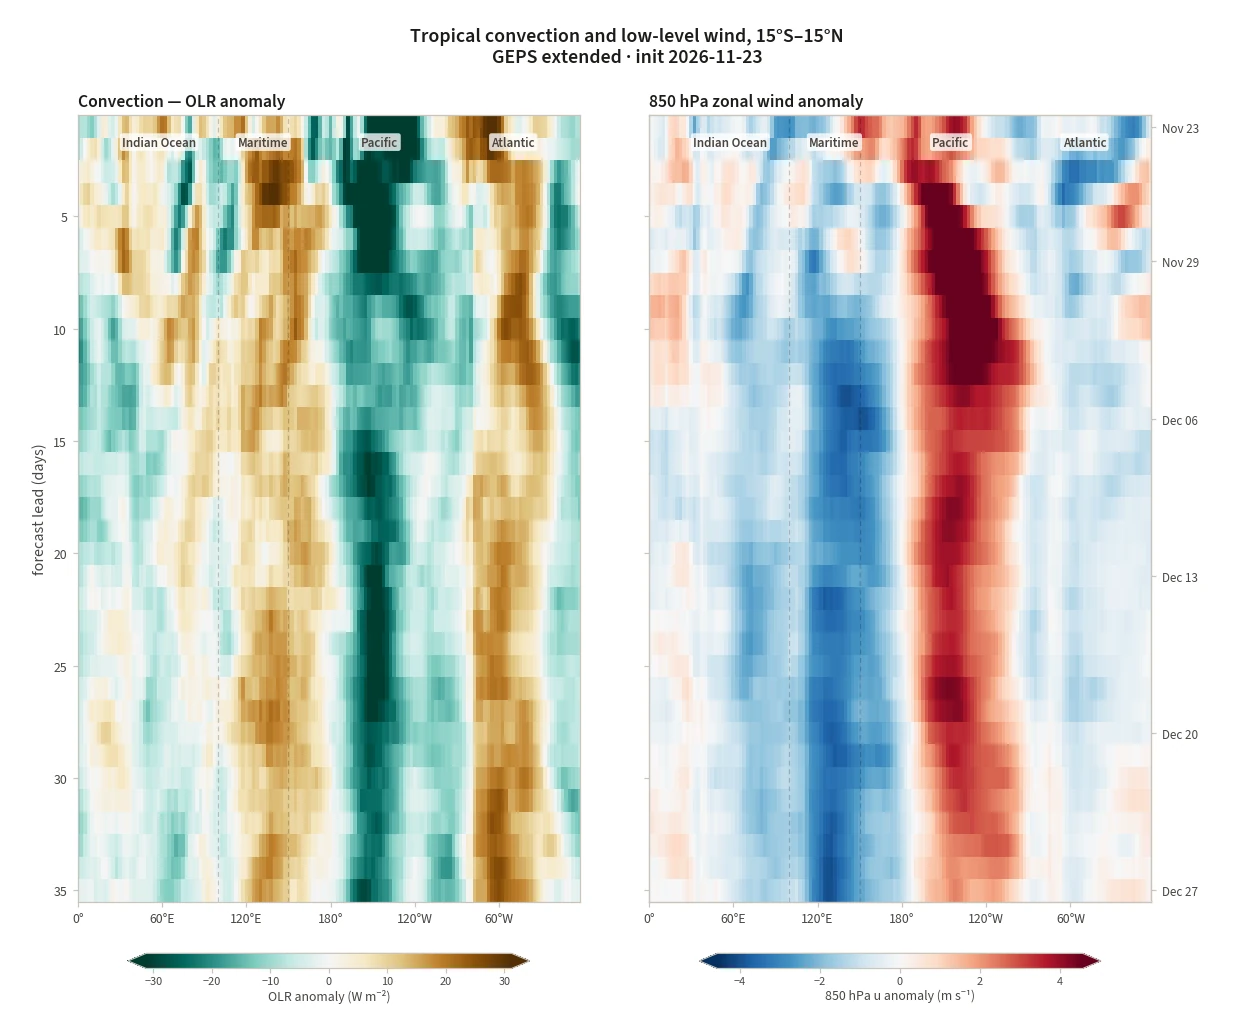 Tropical convection and low-level wind, 15°S–15°N
GEPS extended · init 2026-11-23
Convection — OLR anomaly
850 hPa zonal wind anomaly
Indian Ocean
Maritime
Pacific
Atlantic
Indian Ocean
Maritime
Pacific
Atlantic
forecast lead (days)
5
10
15
20
25
30
35
Nov 23
Nov 29
Dec 06
Dec 13
Dec 20
Dec 27
0°
60°E
120°E
180°
120°W
60°W
0°
60°E
120°E
180°
120°W
60°W
−30
−20
−10
0
10
20
30
OLR anomaly (W m⁻²)
−4
−2
0
2
4
850 hPa u anomaly (m s⁻¹)